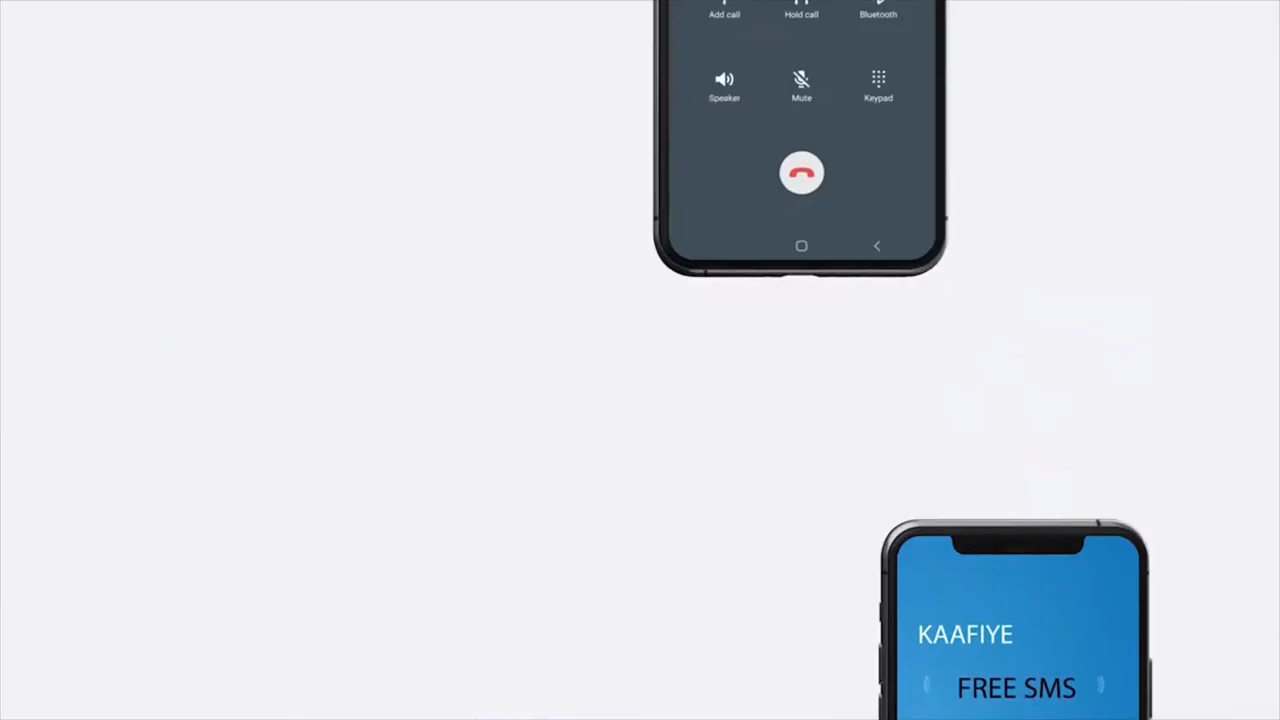 Add call Hold call Bluetooth
Speaker Mute Keypad
KAAFIYE
FREE SMS